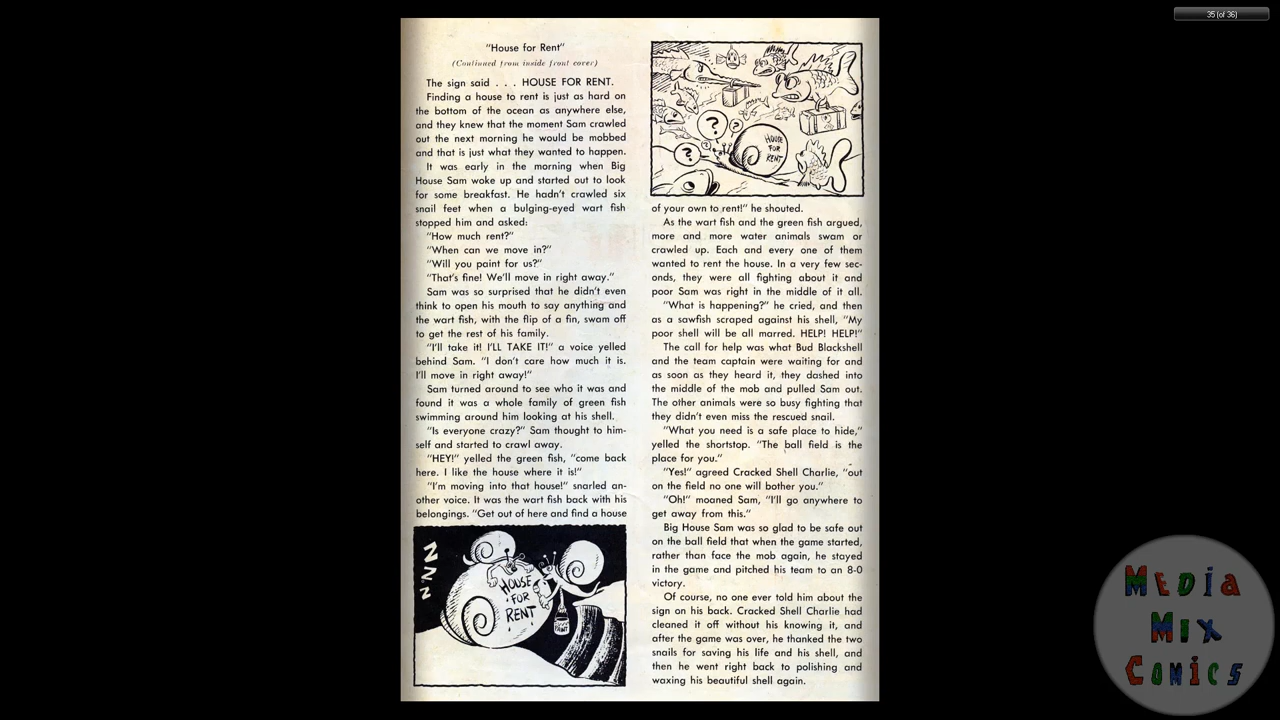 35 (of 36)
"House for Rent"
(Continued from inside front cover)
The sign said . . . HOUSE FOR RENT.
Finding a house to rent is just as hard on
the bottom of the ocean as anywhere else,
and they knew that the moment Sam crawled
out the next morning he would be mobbed
and that is just what they wanted to happen.
It was early in the morning when Big
House Sam woke up and started out to look
for some breakfast. He hadn't crawled six
snail feet when a bulging-eyed wart fish
stopped him and asked:
"How much rent?"
"When can we move in?"
"Will you paint for us?"
"That's fine! We'll move in right away."
Sam was so surprised that he didn't even
think to open his mouth to say anything and
the wart fish, with the flip of a fin, swam off
to get the rest of his family.
"I'll take it! I'LL TAKE IT!" a voice yelled
behind Sam. "I don't care how much it is.
I'll move in right away!"
Sam turned around to see who it was and
found it was a whole family of green fish
swimming around him looking at his shell.
"Is everyone crazy?" Sam thought to him-
self and started to crawl away.
"HEY!" yelled the green fish, "come back
here. I like the house where it is!"
"I'm moving into that house!" snarled an-
other voice. It was the wart fish back with his
belongings. "Get out of here and find a house
ZZZZ
HOUSE
FOR
RENT
PAINT
? ? ? ?
HOUSE
FOR
RENT
of your own to rent!" he shouted.
As the wart fish and the green fish argued,
more and more water animals swam or
crawled up. Each and every one of them
wanted to rent the house. In a very few sec-
onds, they were all fighting about it and
poor Sam was right in the middle of it all.
"What is happening?" he cried, and then
as a sawfish scraped against his shell, "My
poor shell will be all marred. HELP! HELP!"
The call for help was what Bud Blackshell
and the team captain were waiting for and
as soon as they heard it, they dashed into
the middle of the mob and pulled Sam out.
The other animals were so busy fighting that
they didn't even miss the rescued snail.
"What you need is a safe place to hide,"
yelled the shortstop. "The ball field is the
place for you."
"Yes!" agreed Cracked Shell Charlie, "out
on the field no one will bother you."
"Oh!" moaned Sam, "I'll go anywhere to
get away from this."
Big House Sam was so glad to be safe out
on the ball field that when the game started,
rather than face the mob again, he stayed
in the game and pitched his team to an 8-0
victory.
Of course, no one ever told him about the
sign on his back. Cracked Shell Charlie had
cleaned it off without his knowing it, and
after the game was over, he thanked the two
snails for saving his life and his shell, and
then he went right back to polishing and
waxing his beautiful shell again.
MEDiA
MiX
COMiCS